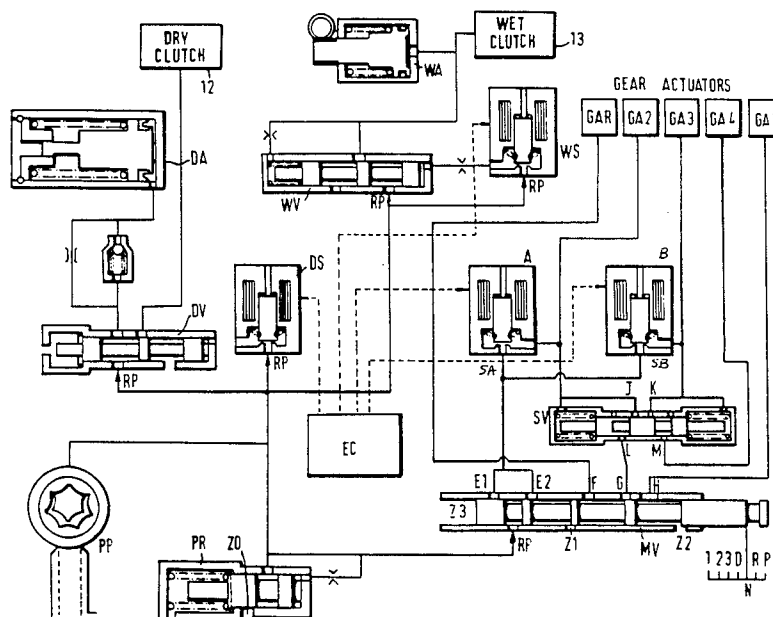 DRY CLUTCH
12
WET CLUTCH
13
WA
GEAR ACTUATORS
GAR
GA2
GA3
GA4
GA
DA
WS
WV
RP
RP
DS
A
B
DV
RP
RP
SA
SB
J
K
SV
L
M
EC
E1
E2
F
G
H
Z3
RP
Z1
MV
Z2
PP
PR
ZO
1 2 3 D R P
N